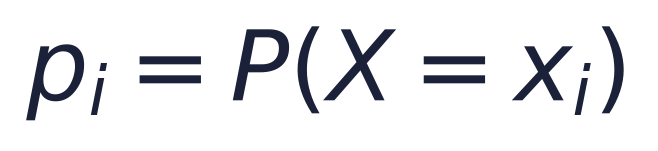 pᵢ = P(X = xᵢ)